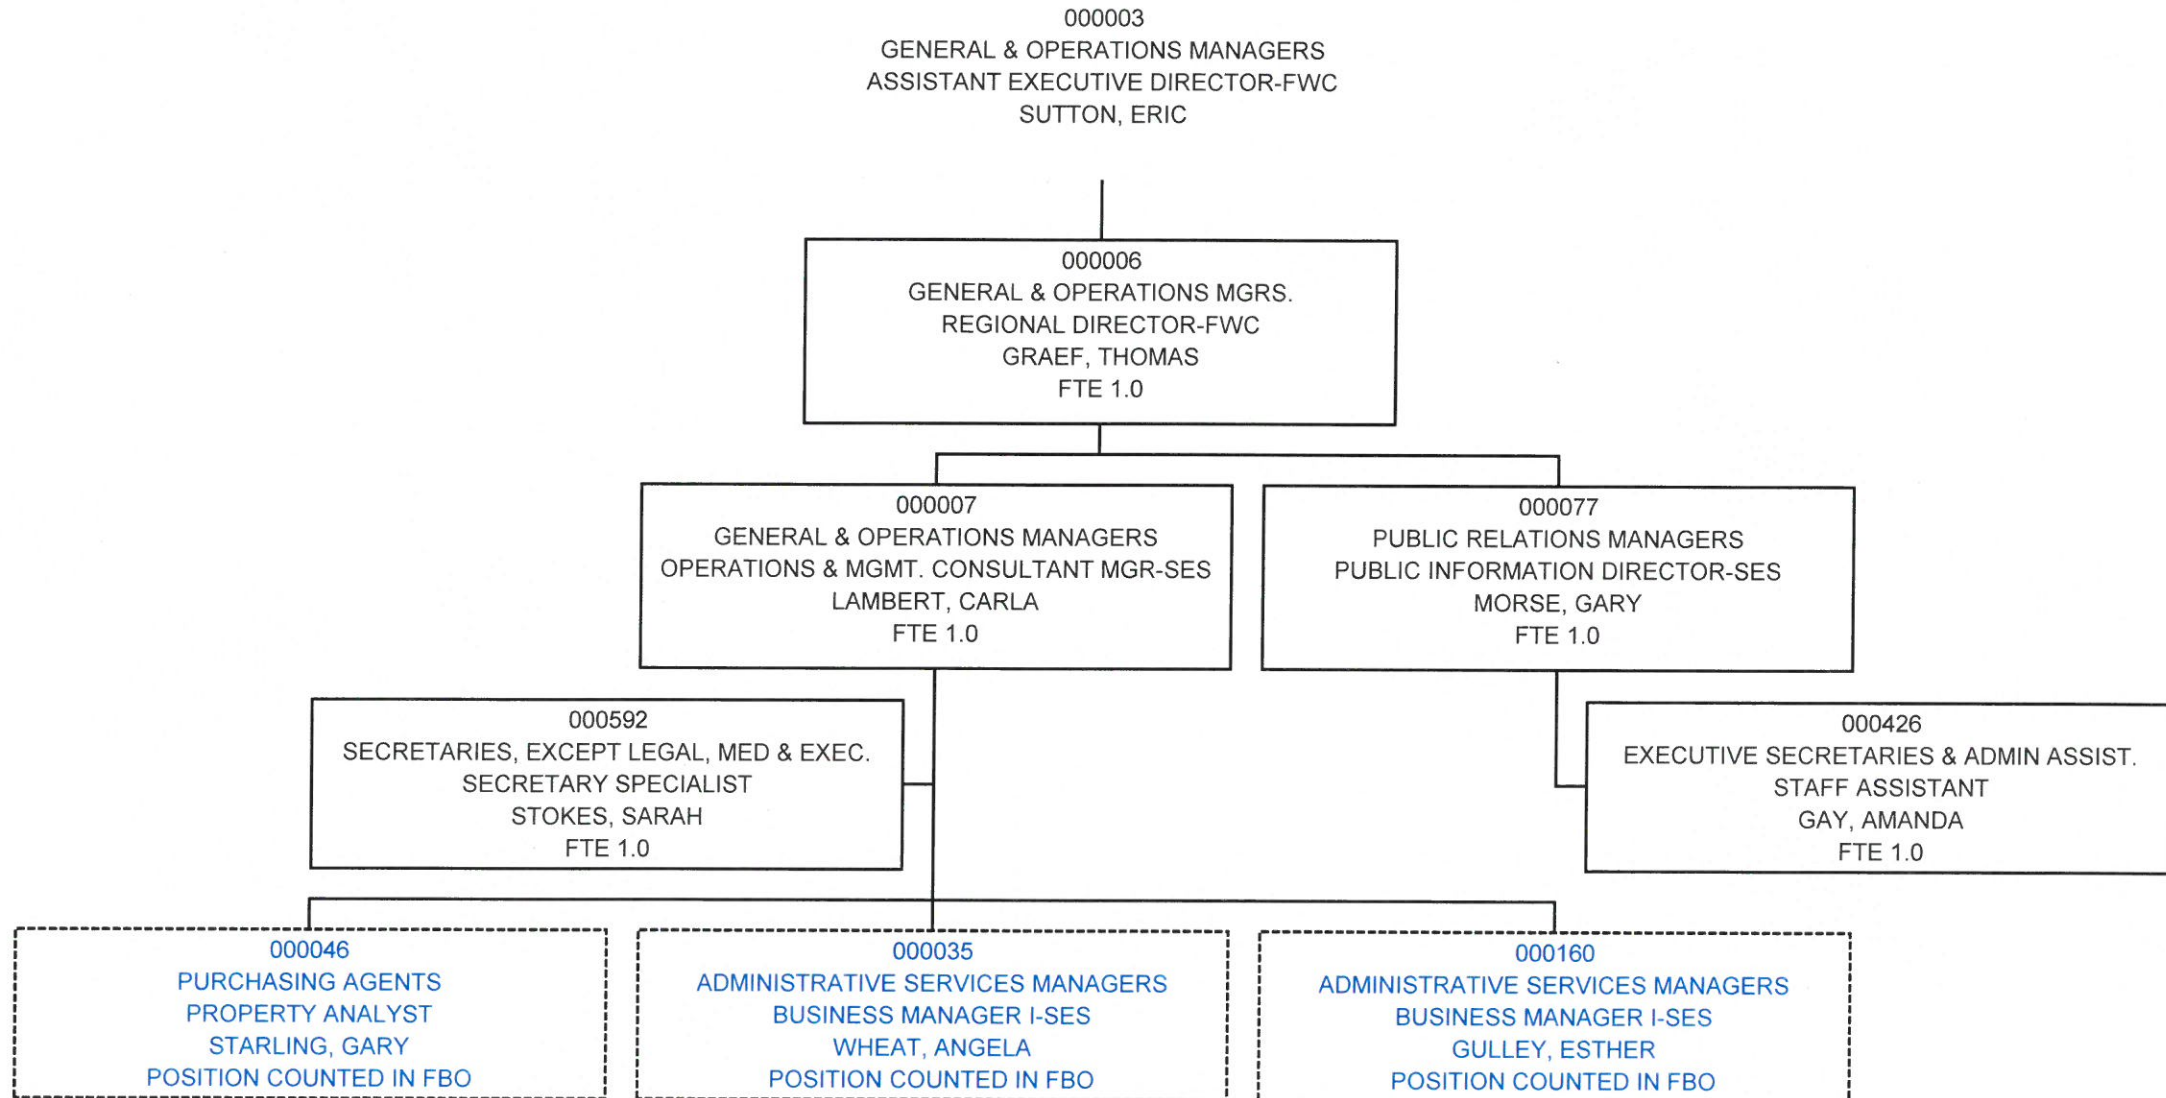 000003
GENERAL & OPERATIONS MANAGERS
ASSISTANT EXECUTIVE DIRECTOR-FWC
SUTTON, ERIC
000006
GENERAL & OPERATIONS MGRS.
REGIONAL DIRECTOR-FWC
GRAEF, THOMAS
FTE 1.0
000007
GENERAL & OPERATIONS MANAGERS
OPERATIONS & MGMT. CONSULTANT MGR-SES
LAMBERT, CARLA
FTE 1.0
000077
PUBLIC RELATIONS MANAGERS
PUBLIC INFORMATION DIRECTOR-SES
MORSE, GARY
FTE 1.0
000592
SECRETARIES, EXCEPT LEGAL, MED & EXEC.
SECRETARY SPECIALIST
STOKES, SARAH
FTE 1.0
000426
EXECUTIVE SECRETARIES & ADMIN ASSIST.
STAFF ASSISTANT
GAY, AMANDA
FTE 1.0
000046
PURCHASING AGENTS
PROPERTY ANALYST
STARLING, GARY
POSITION COUNTED IN FBO
000035
ADMINISTRATIVE SERVICES MANAGERS
BUSINESS MANAGER I-SES
WHEAT, ANGELA
POSITION COUNTED IN FBO
000160
ADMINISTRATIVE SERVICES MANAGERS
BUSINESS MANAGER I-SES
GULLEY, ESTHER
POSITION COUNTED IN FBO